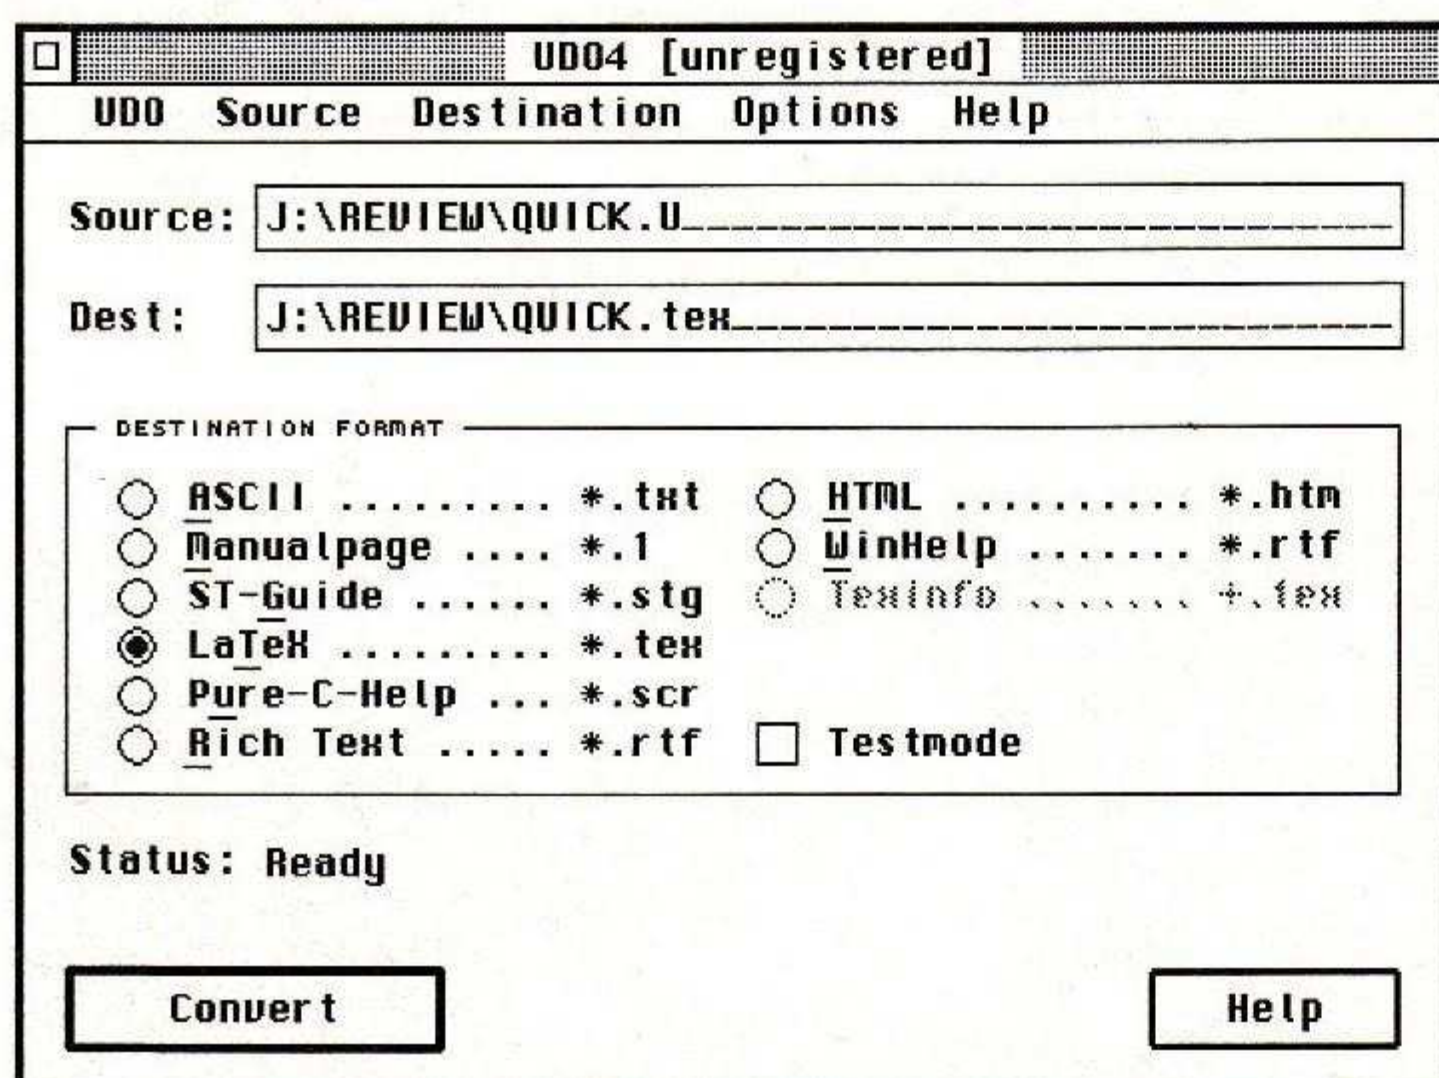 UDO4 [unregistered]
UDO Source Destination Options Help
Source: J:\REVIEW\QUICK.U
Dest: J:\REVIEW\QUICK.tex
DESTINATION FORMAT
ASCII ......... *.txt HTML .......... *.htm
Manualpage .... *.1 WinHelp ....... *.rtf
ST-Guide ...... *.stg Texinfo ....... *.tex
LaTeX ......... *.tex
Pure-C-Help ... *.scr
Rich Text ..... *.rtf Testmode
Status: Ready
Convert Help